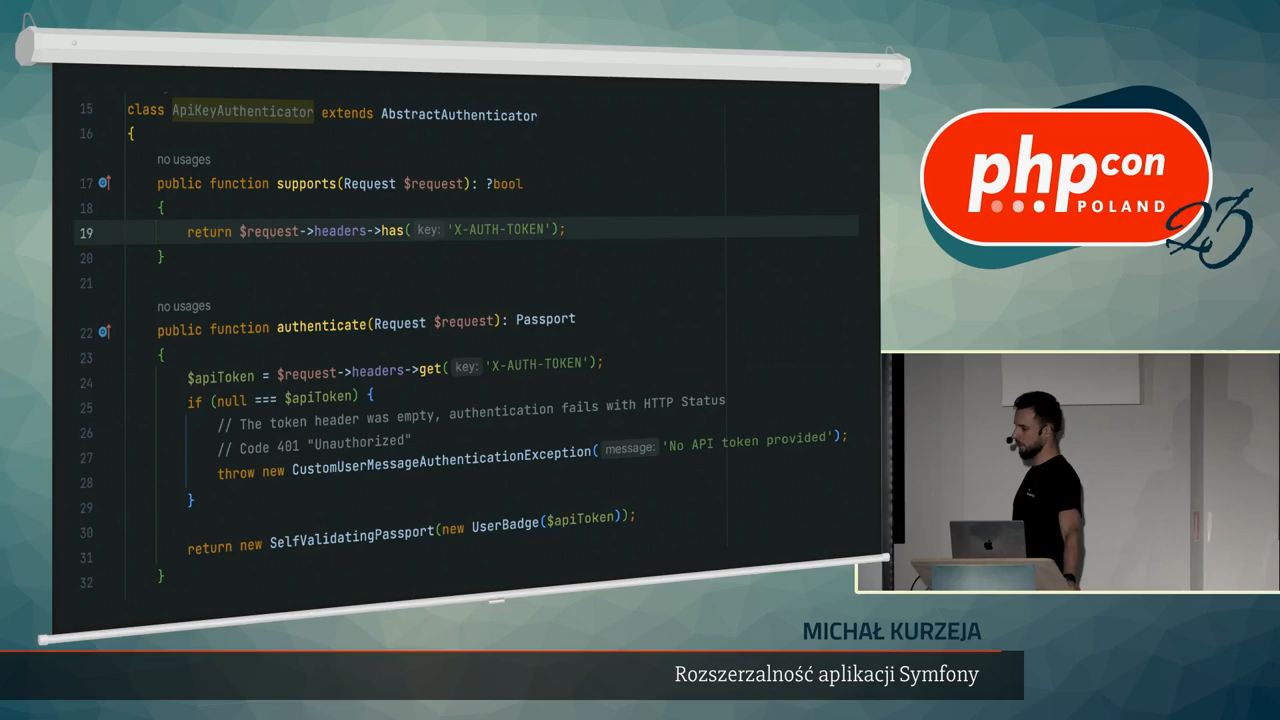 15 class ApiKeyAuthenticator extends AbstractAuthenticator
16 {
no usages
17 public function supports(Request $request): ?bool
18 {
19 return $request->headers->has( key: 'X-AUTH-TOKEN');
20 }
21
no usages
22 public function authenticate(Request $request): Passport
23 {
24 $apiToken = $request->headers->get( key: 'X-AUTH-TOKEN');
25 if (null === $apiToken) {
26 // The token header was empty, authentication fails with HTTP Status
27 // Code 401 "Unauthorized"
28 throw new CustomUserMessageAuthenticationException( message: 'No API token provided');
29 }
30
31 return new SelfValidatingPassport(new UserBadge($apiToken));
32 }
phpcon
POLAND
23
MICHAŁ KURZEJA
Rozszerzalność aplikacji Symfony